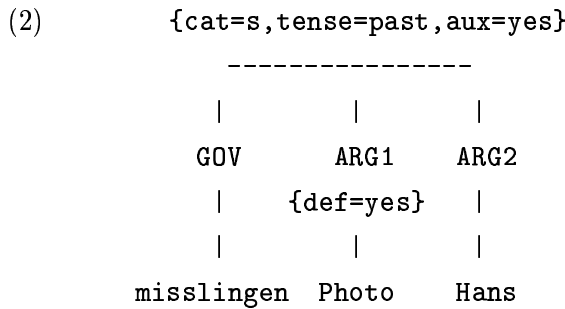 (2) {cat=s,tense=past,aux=yes}
----------------
| | |
GOV ARG1 ARG2
| {def=yes} |
| | |
misslingen Photo Hans